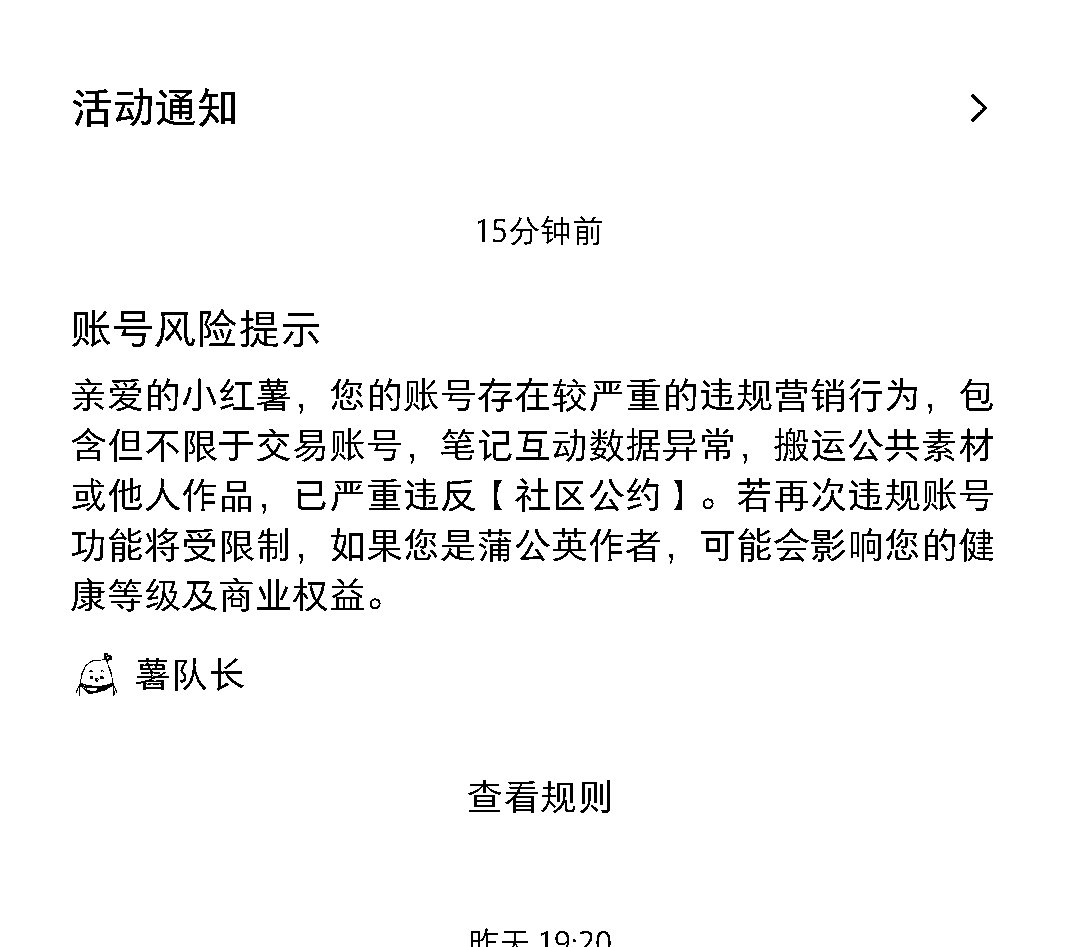 活动通知
15分钟前
账号风险提示
亲爱的小红薯，您的账号存在较严重的违规营销行为，包
含但不限于交易账号，笔记互动数据异常，搬运公共素材
或他人作品，已严重违反【社区公约】。若再次违规账号
功能将受限制，如果您是蒲公英作者，可能会影响您的健
康等级及商业权益。
薯队长
查看规则
昨天 19:20